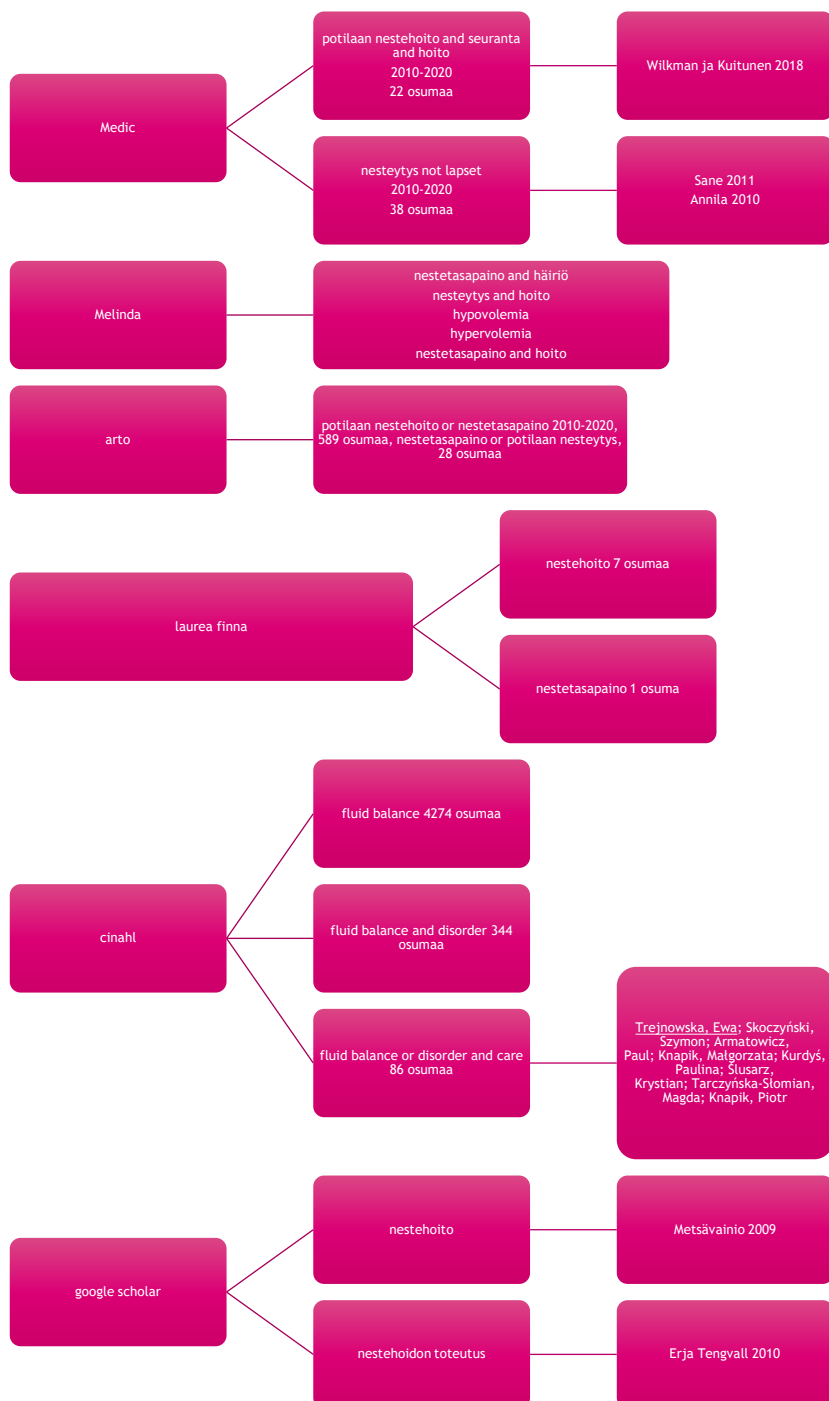 Medic
potilaan nestehoito and seuranta
and hoito
2010-2020
22 osumaa
Wilkman ja Kuitunen 2018
nesteytys not lapset
2010-2020
38 osumaa
Sane 2011
Annila 2010
Melinda
nestetasapaino and häiriö
nesteytys and hoito
hypovolemia
hypervolemia
nestetasapaino and hoito
arto
potilaan nestehoito or nestetasapaino 2010-2020,
589 osumaa, nestetasapaino or potilaan nesteytys,
28 osumaa
laurea finna
nestehoito 7 osumaa
nestetasapaino 1 osuma
cinahl
fluid balance 4274 osumaa
fluid balance and disorder 344
osumaa
fluid balance or disorder and care
86 osumaa
Trejnowska, Ewa; Skoczyński,
Szymon; Armatowicz,
Paul; Knapik, Małgorzata; Kurdyś,
Paulina; Ślusarz,
Krystian; Tarczyńska-Słomian,
Magda; Knapik, Piotr
google scholar
nestehoito
Metsävainio 2009
nestehoidon toteutus
Erja Tengvall 2010